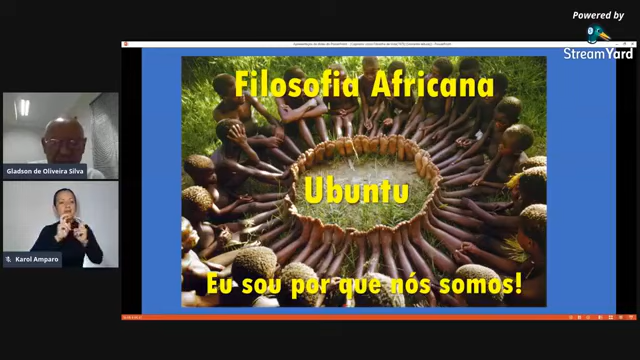 Powered by
StreamYard
Filosofia Africana
Ubuntu
Eu sou por que nós somos!
Gladson de Oliveira Silva
Karol Amparo